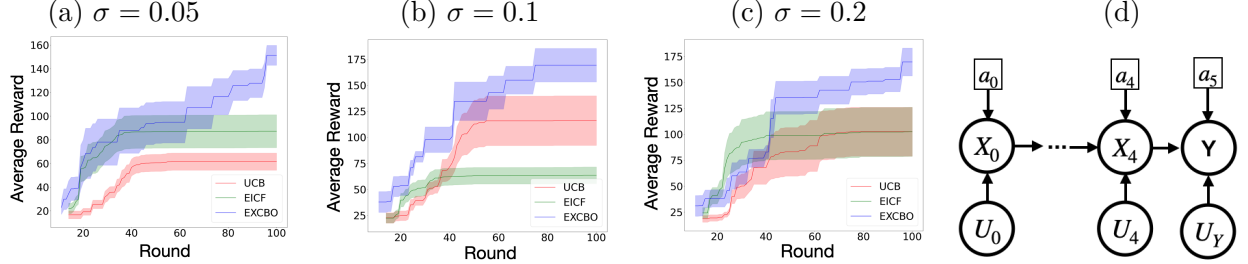 (a) σ = 0.05
Average Reward
160
140
120
100
80
60
40
20
20 40 60 80 100
Round
UCB
EICF
EXCBO
(b) σ = 0.1
Average Reward
175
150
125
100
75
50
25
20 40 60 80 100
Round
UCB
EICF
EXCBO
(c) σ = 0.2
Average Reward
175
150
125
100
75
50
25
20 40 60 80 100
Round
UCB
EICF
EXCBO
(d)
a₀ a₄ a₅
X₀ ... X₄ Y
U₀ U₄ U_Y